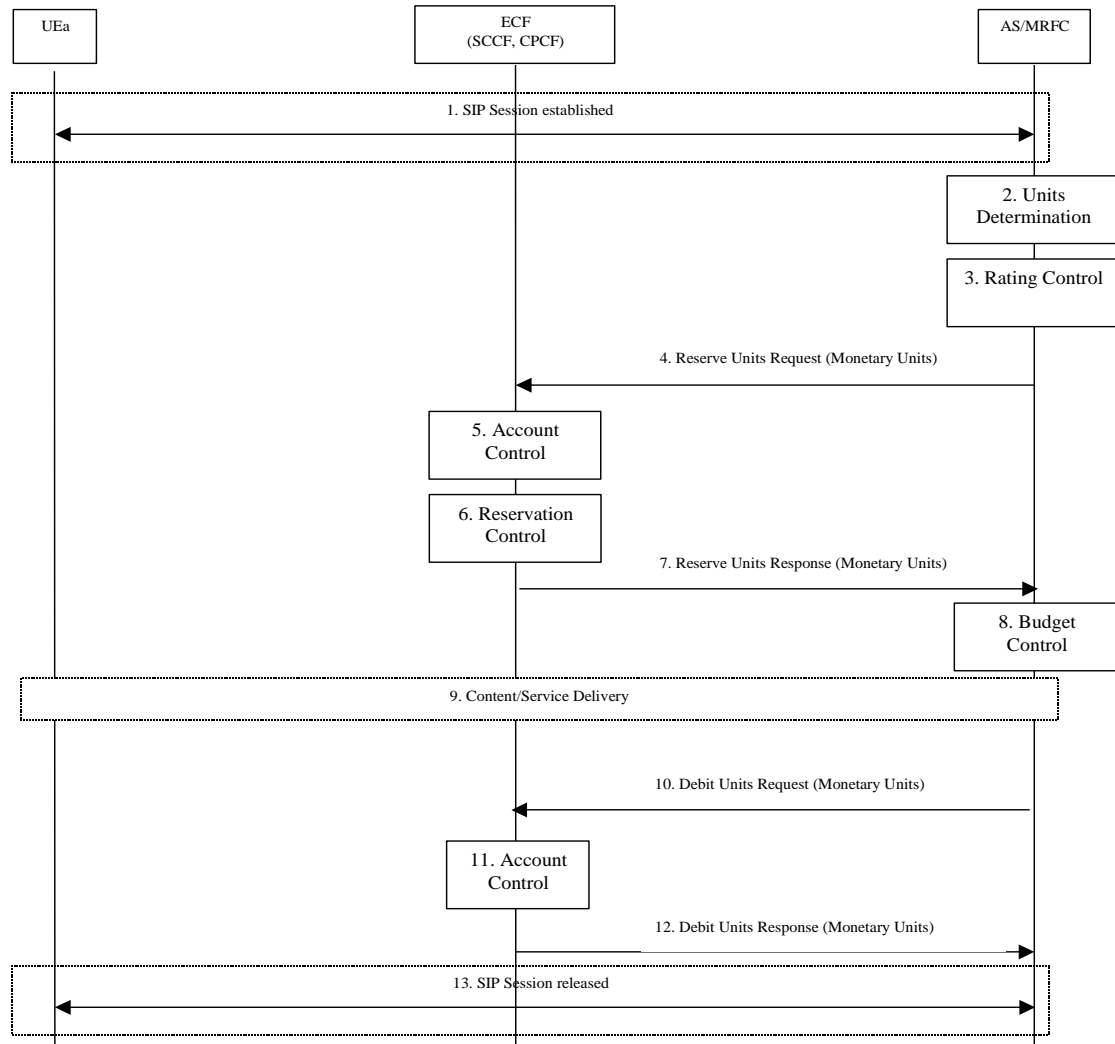 UEa
ECF
(SCCF, CPCF)
AS/MRFC
1. SIP Session established
2. Units
Determination
3. Rating Control
4. Reserve Units Request (Monetary Units)
5. Account
Control
6. Reservation
Control
7. Reserve Units Response (Monetary Units)
8. Budget
Control
9. Content/Service Delivery
10. Debit Units Request (Monetary Units)
11. Account
Control
12. Debit Units Response (Monetary Units)
13. SIP Session released